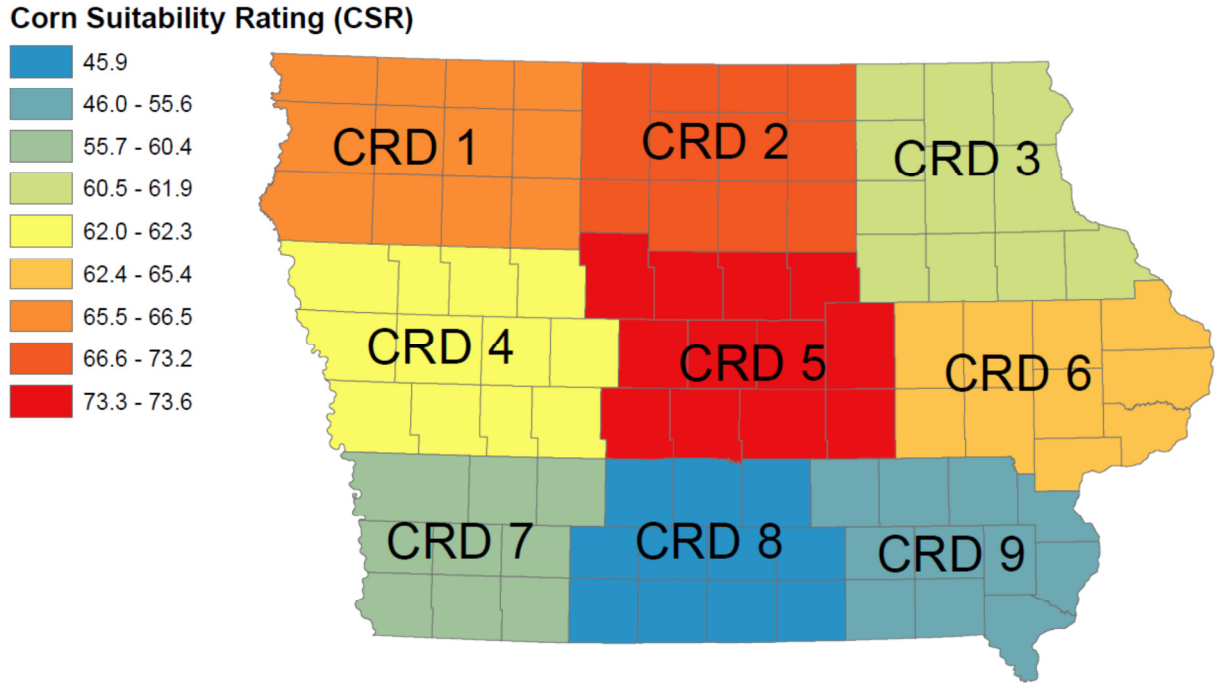 Corn Suitability Rating (CSR)
45.9
46.0 - 55.6
55.7 - 60.4
60.5 - 61.9
62.0 - 62.3
62.4 - 65.4
65.5 - 66.5
66.6 - 73.2
73.3 - 73.6
CRD 1
CRD 2
CRD 3
CRD 4
CRD 5
CRD 6
CRD 7
CRD 8
CRD 9